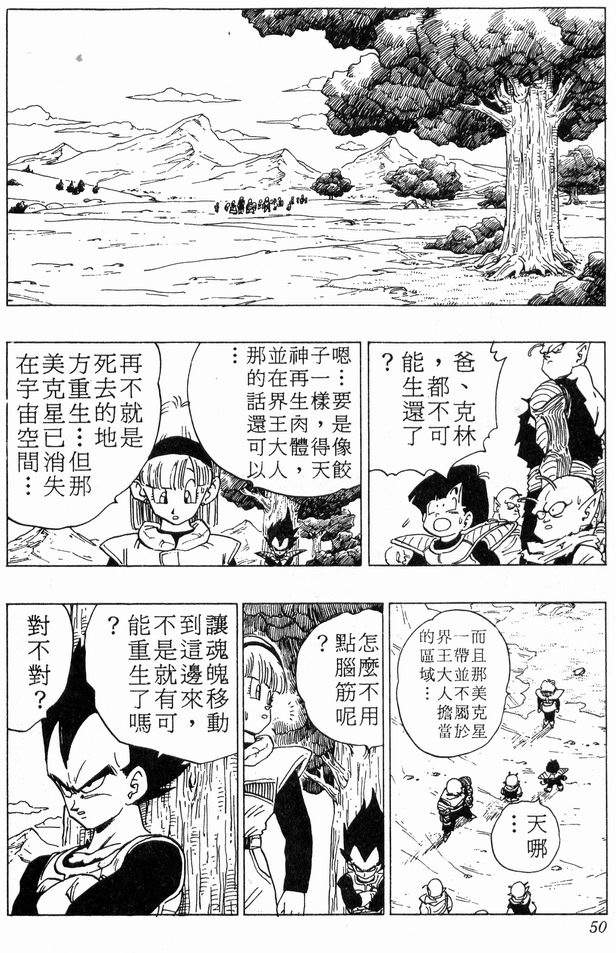 爸、克林
，都不可
能生還了
？
嗯…要是像餃
子一樣，得天
神再生肉體，
並在界王大人
那的話還可以
…
再不就是
死去的地
方重生…但那
美克星已消失
在宇宙空間…
而且那美克星
一帶並不屬於
界王大人擔當
的區域…
天哪
…
怎麼不用
點腦筋呢
？
讓魂魄移動
到這邊來，
不是就有可
能重生了嗎
？
對不對？
50